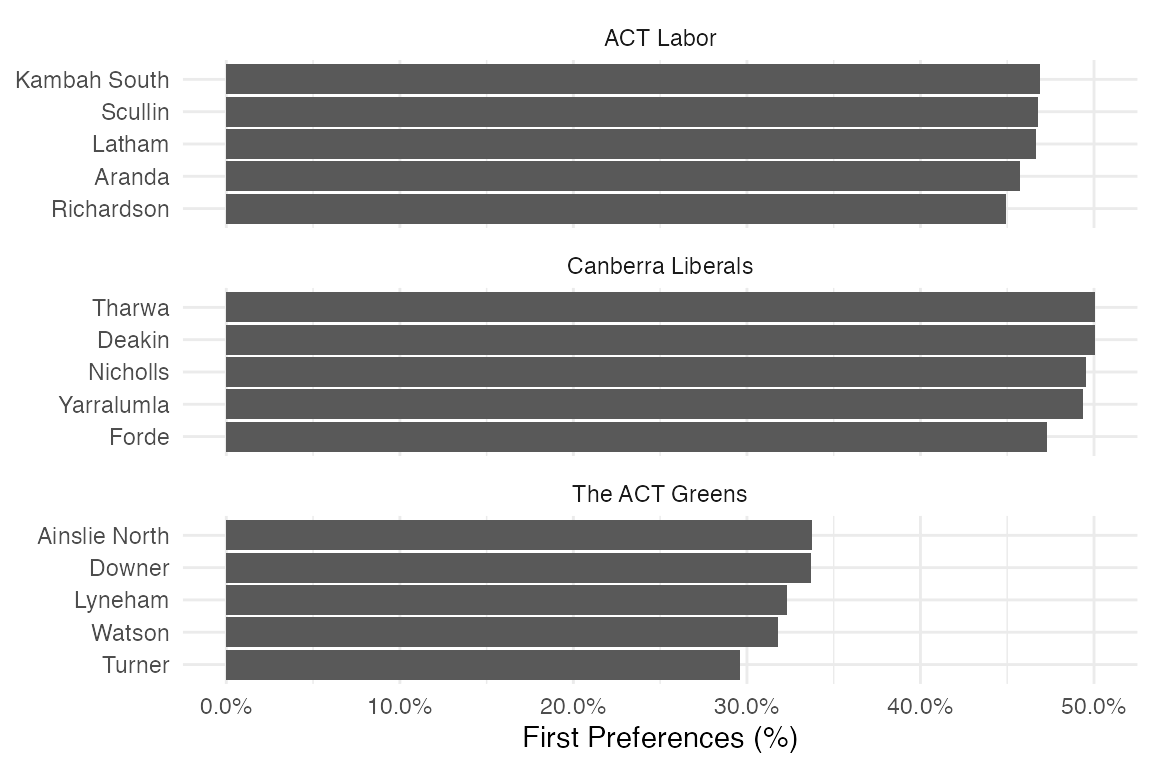 ACT Labor
Kambah South
Scullin
Latham
Aranda
Richardson
Canberra Liberals
Tharwa
Deakin
Nicholls
Yarralumla
Forde
The ACT Greens
Ainslie North
Downer
Lyneham
Watson
Turner
0.0% 10.0% 20.0% 30.0% 40.0% 50.0%
First Preferences (%)